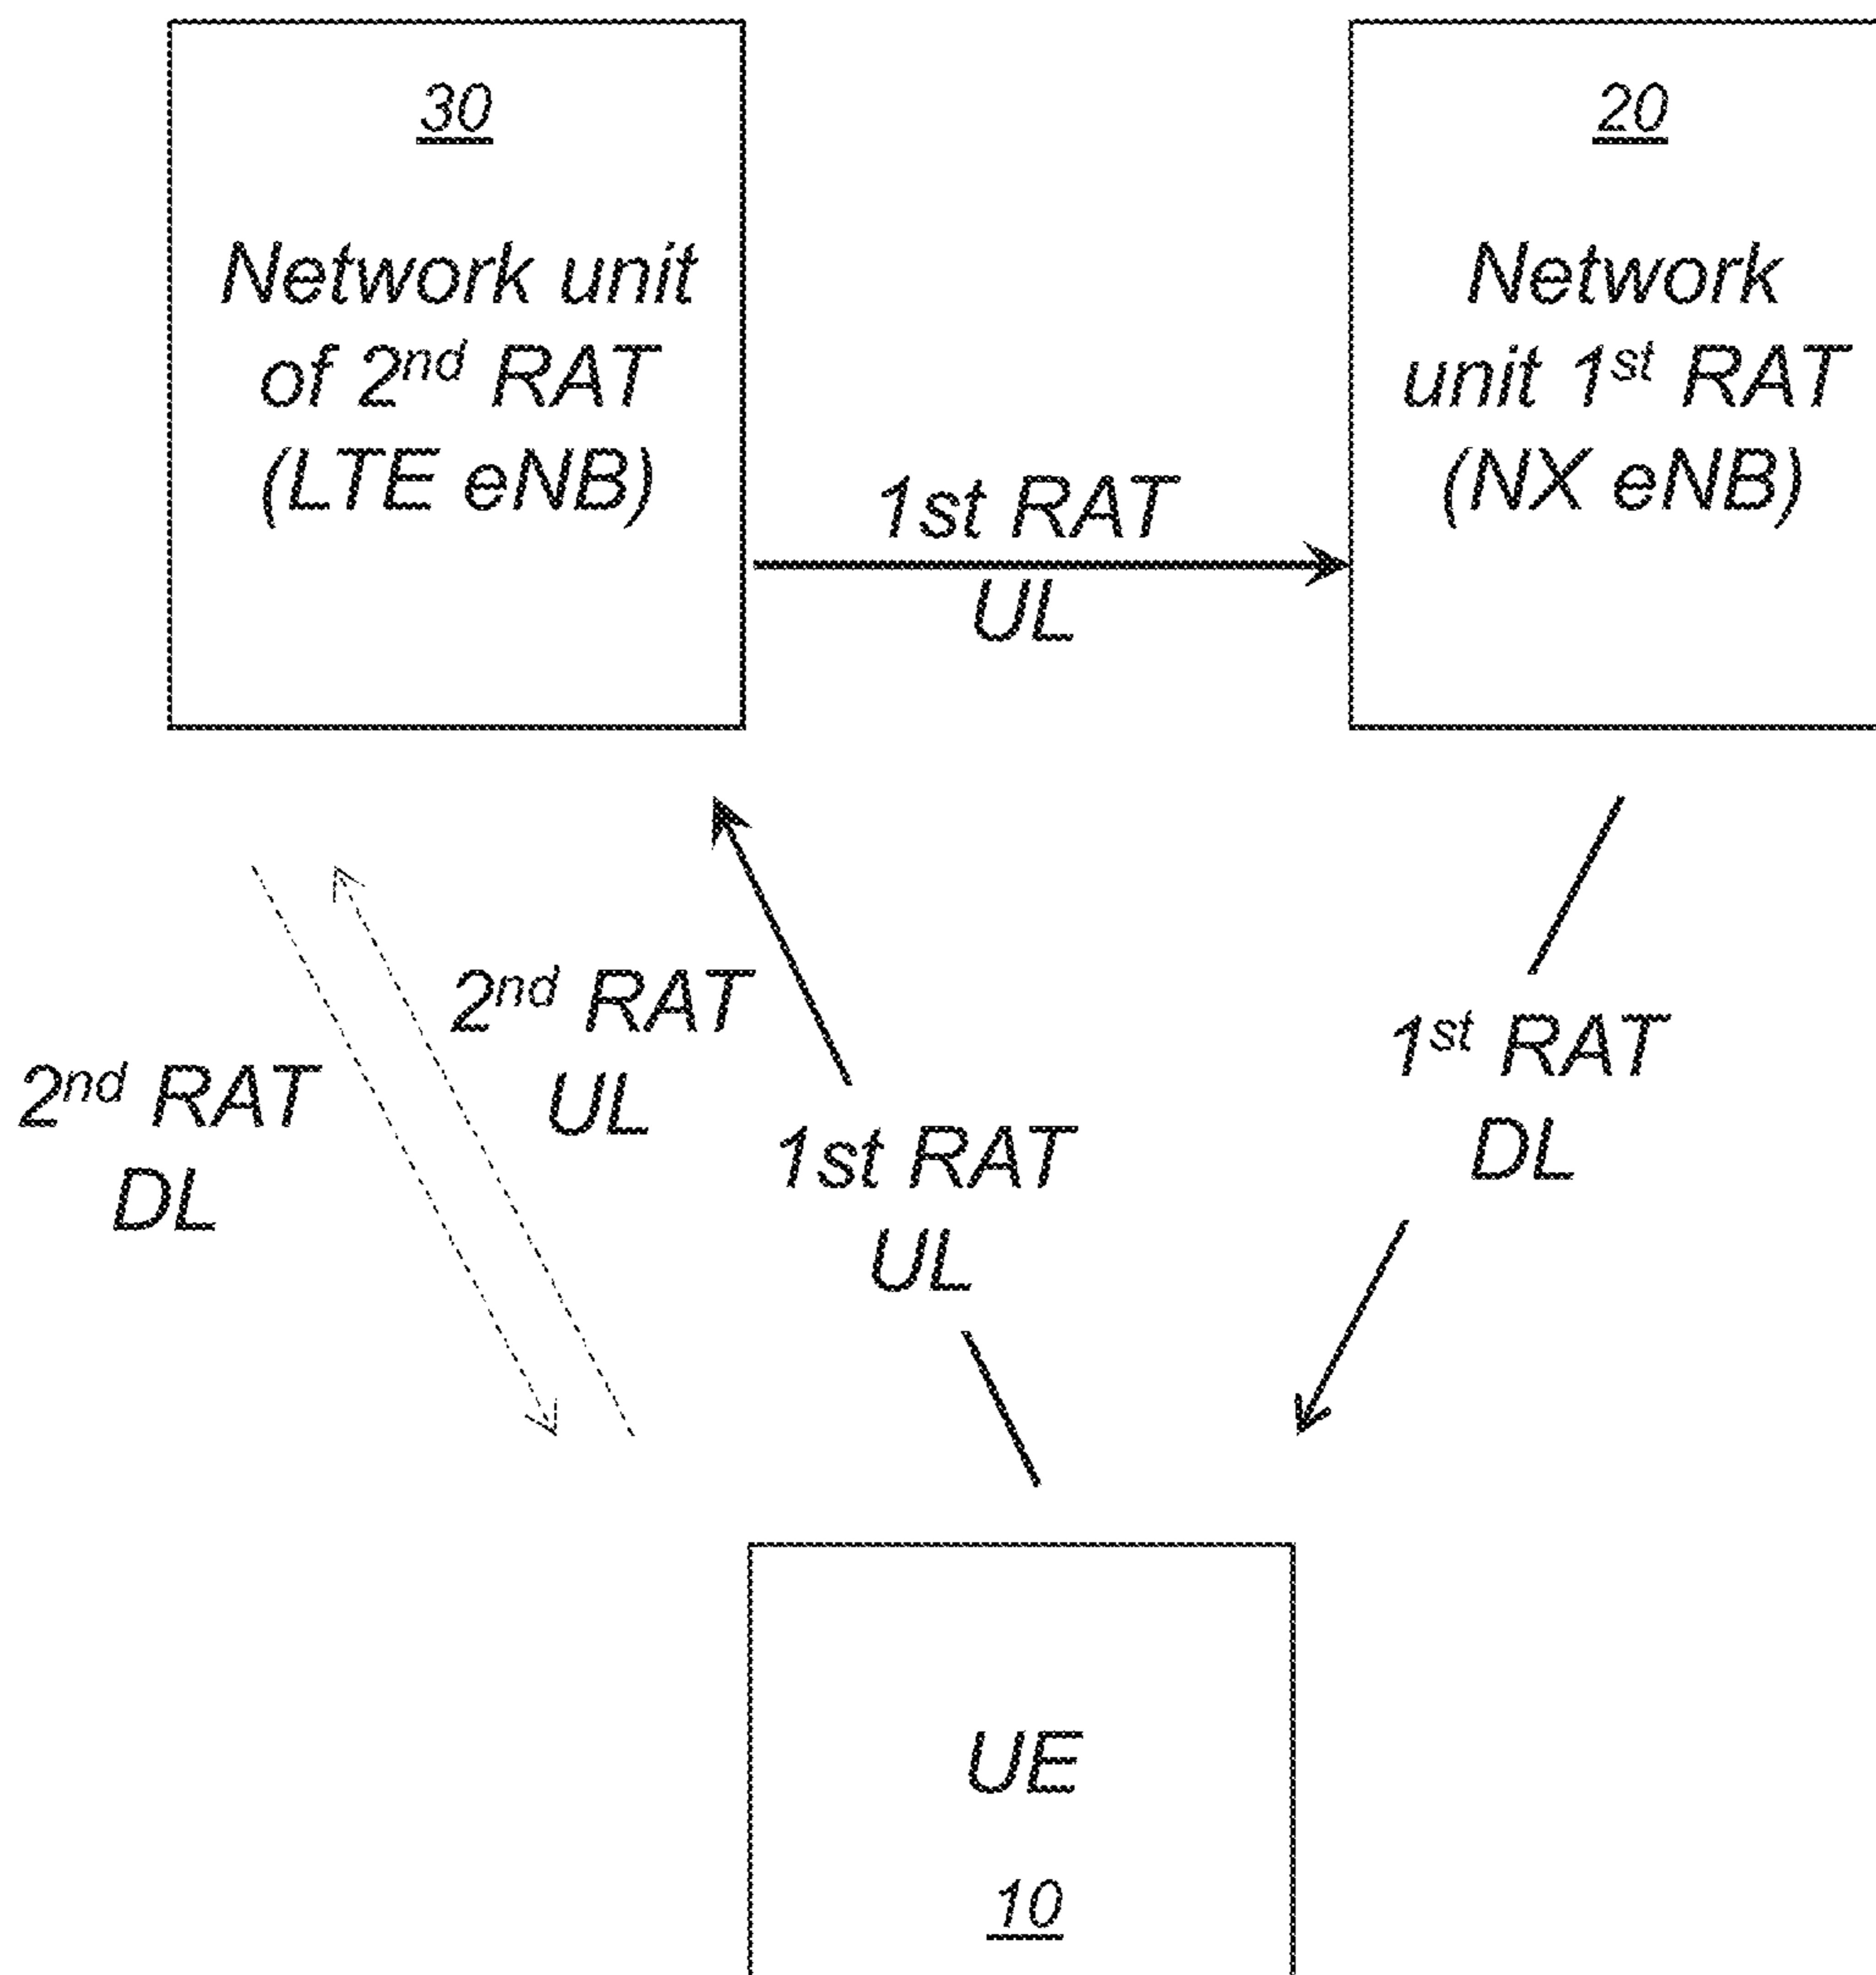 30
Network unit
of 2nd RAT
(LTE eNB)
20
Network
unit 1st RAT
(NX eNB)
1st RAT
UL
2nd RAT
DL
2nd RAT
UL
1st RAT
UL
1st RAT
DL
UE
10